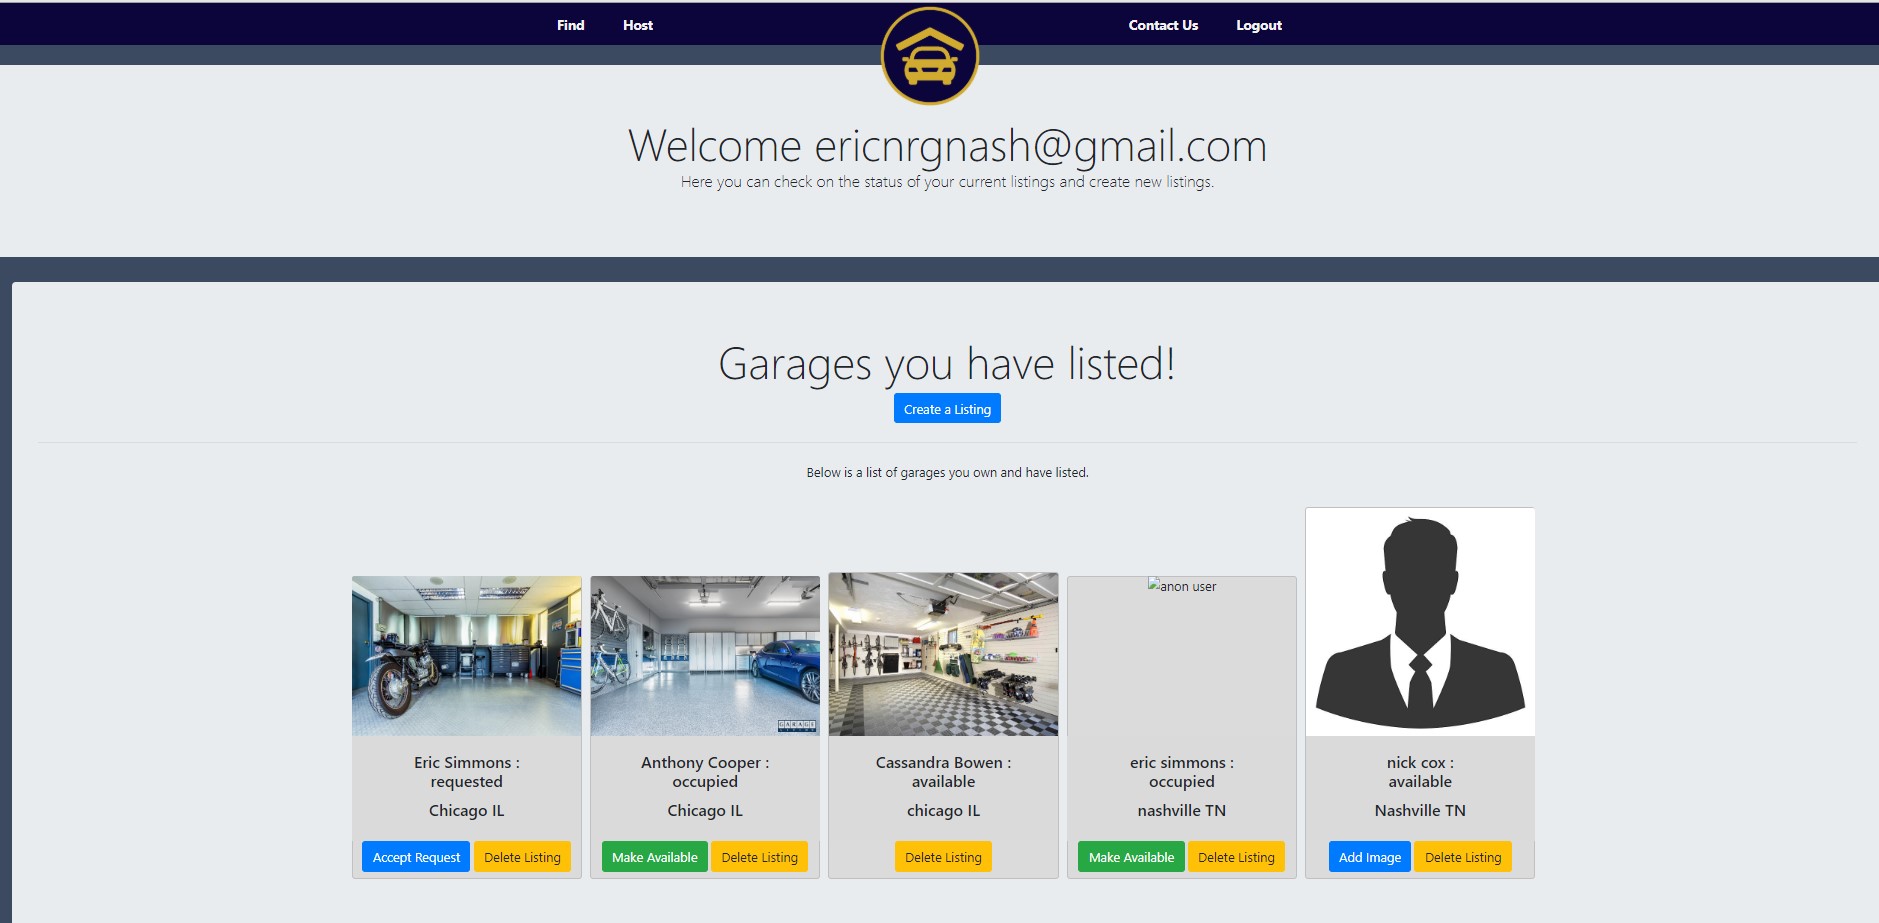 Find Host Contact Us Logout
Welcome ericnrgnash@gmail.com
Here you can check on the status of your current listings and create new listings.
Garages you have listed!
Create a Listing
Below is a list of garages you own and have listed.
anon user
GARAGE
Eric Simmons :
requested
Chicago IL
Accept Request Delete Listing
Anthony Cooper :
occupied
Chicago IL
Make Available Delete Listing
Cassandra Bowen :
available
chicago IL
Delete Listing
eric simmons :
occupied
nashville TN
Make Available Delete Listing
nick cox :
available
Nashville TN
Add Image Delete Listing